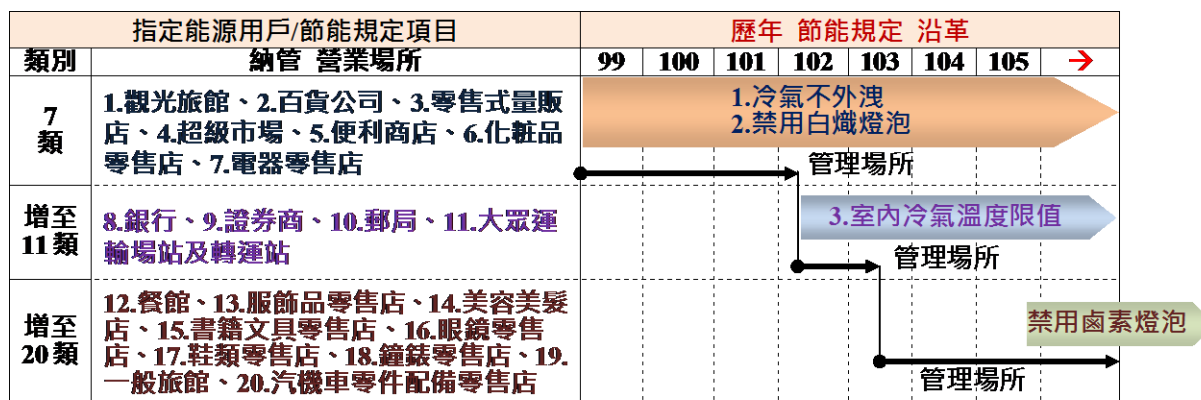 指定能源用戶/節能規定項目
歷年 節能規定 沿革
類別
納管 營業場所
99
100
101
102
103
104
105
→
7
類
1.觀光旅館、2.百貨公司、3.零售式量販
店、4.超級市場、5.便利商店、6.化粧品
零售店、7.電器零售店
1.冷氣不外洩
2.禁用白熾燈泡
管理場所
增至
11類
8.銀行、9.證券商、10.郵局、11.大眾運
輸場站及轉運站
3.室內冷氣溫度限值
管理場所
增至
20類
12.餐館、13.服飾品零售店、14.美容美髮
店、15.書籍文具零售店、16.眼鏡零售
店、17.鞋類零售店、18.鐘錶零售店、19.
一般旅館、20.汽機車零件配備零售店
禁用鹵素燈泡
管理場所